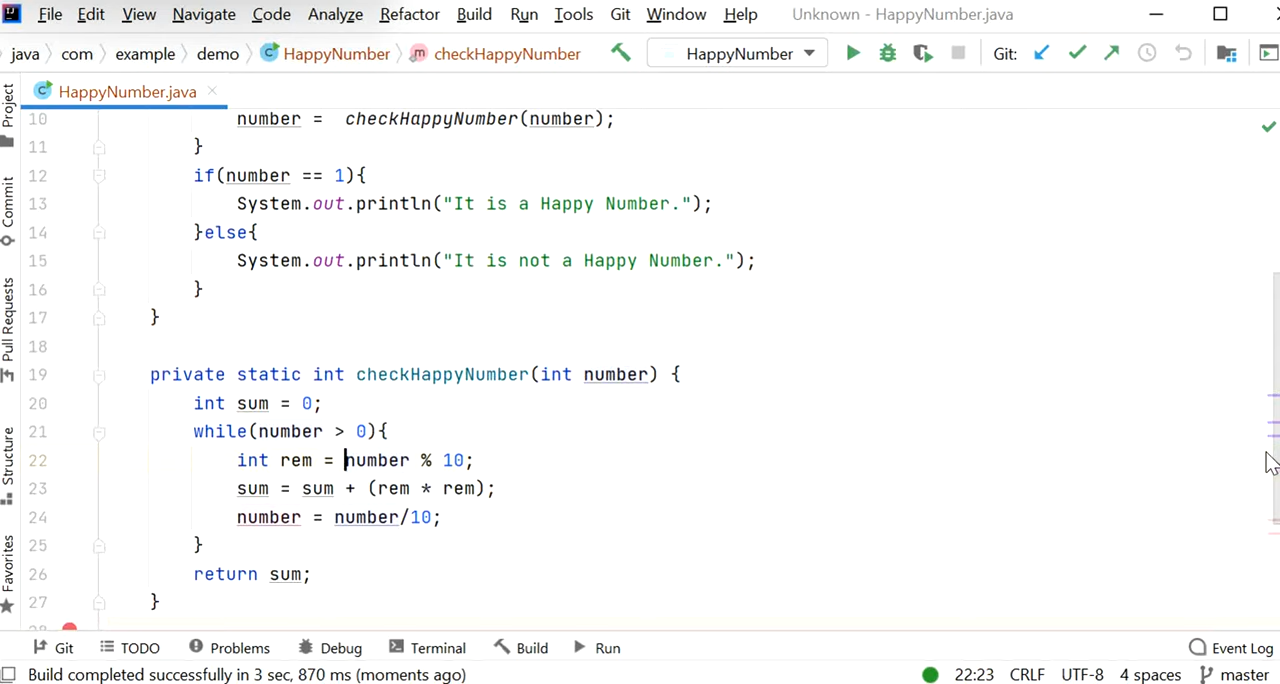 File Edit View Navigate Code Analyze Refactor Build Run Tools Git Window Help Unknown - HappyNumber.java
java com example demo HappyNumber checkHappyNumber HappyNumber Git:
HappyNumber.java
Project
Commit
Pull Requests
Structure
Favorites
10 number = checkHappyNumber(number);
11 }
12 if(number == 1){
13 System.out.println("It is a Happy Number.");
14 }else{
15 System.out.println("It is not a Happy Number.");
16 }
17 }
18
19 private static int checkHappyNumber(int number) {
20 int sum = 0;
21 while(number > 0){
22 int rem = number % 10;
23 sum = sum + (rem * rem);
24 number = number/10;
25 }
26 return sum;
27 }
Git TODO Problems Debug Terminal Build Run Event Log
Build completed successfully in 3 sec, 870 ms (moments ago) 22:23 CRLF UTF-8 4 spaces master